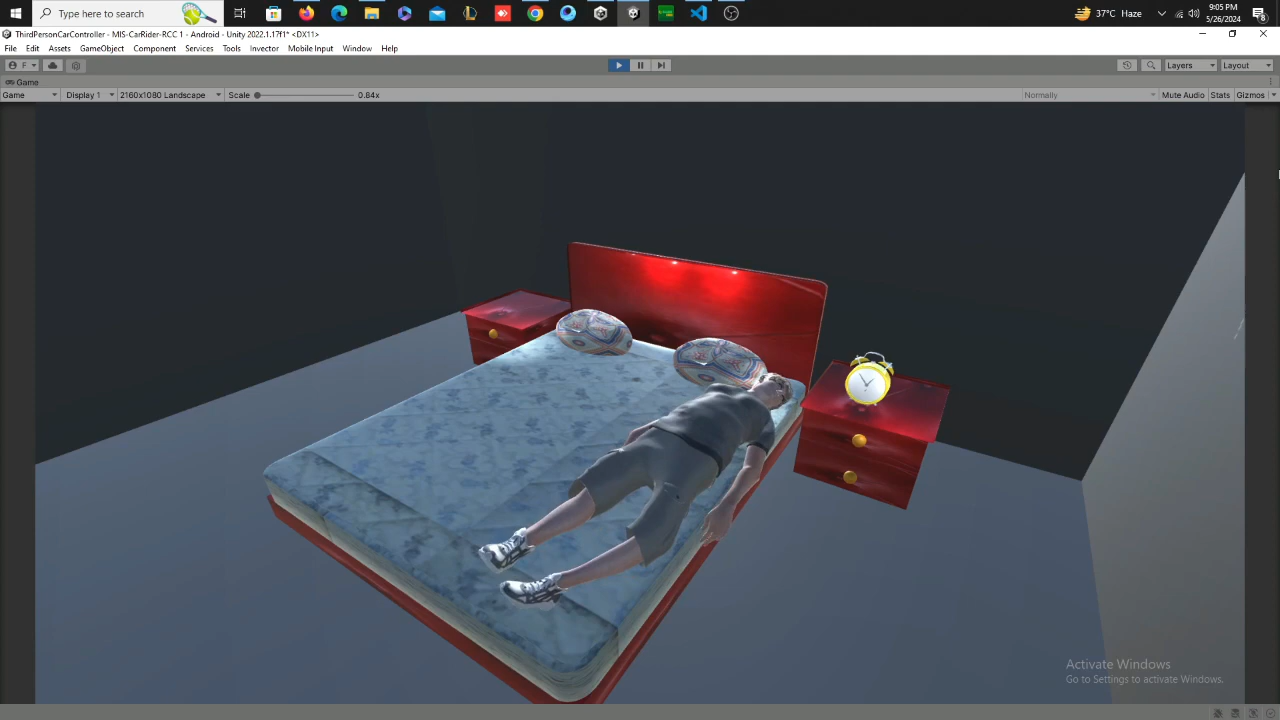 Type here to search
37°C Haze
9:05 PM
5/26/2024
ThirdPersonCarController - MIS-CarRider-RCC 1 - Android - Unity 2022.1.17f1* <DX11>
File Edit Assets GameObject Component Services Tools Invector Mobile Input Window Help
F Layers Layout
Game
Game Display 1 2160x1080 Landscape Scale 0.84x Normally Mute Audio Stats Gizmos
Activate Windows
Go to Settings to activate Windows.